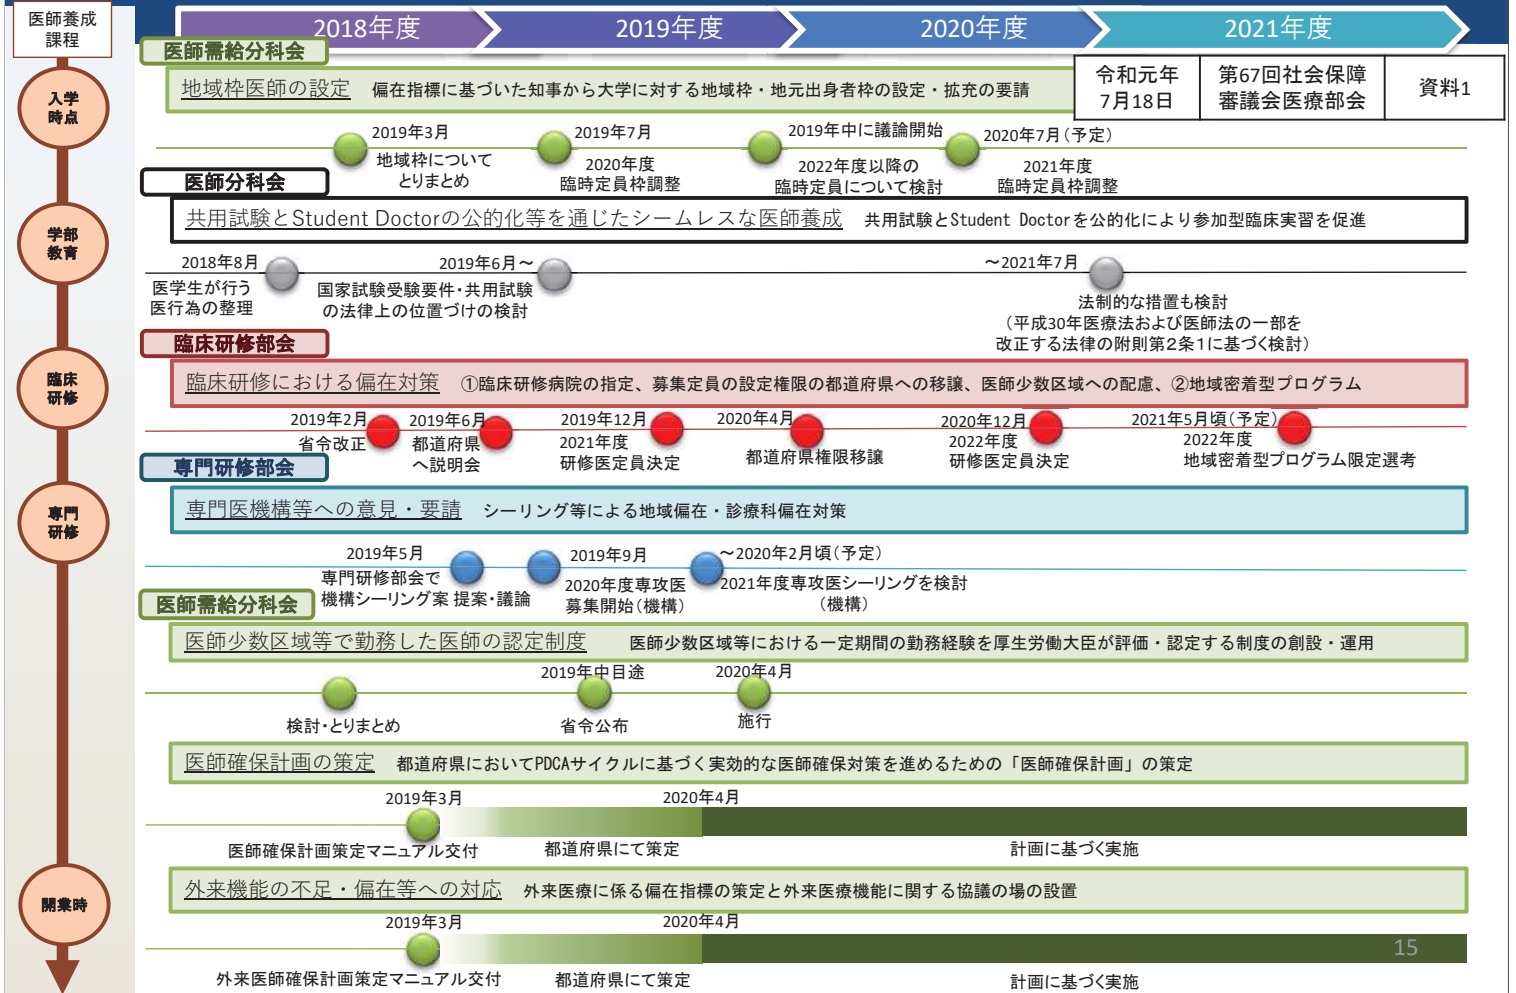 医師養成
課程
2018年度
2019年度
2020年度
2021年度
令和元年
7月18日
第67回社会保障
審議会医療部会
資料1
医師需給分科会
入学
時点
地域枠医師の設定 偏在指標に基づいた知事から大学に対する地域枠・地元出身者枠の設定・拡充の要請
2019年3月
地域枠について
とりまとめ
2019年7月
2020年度
臨時定員枠調整
2019年中に議論開始
2022年度以降の
臨時定員について検討
2020年7月(予定)
2021年度
臨時定員枠調整
医師分科会
学部
教育
共用試験とStudent Doctorの公的化等を通じたシームレスな医師養成 共用試験とStudent Doctorを公的化により参加型臨床実習を促進
2018年8月
医学生が行う
医行為の整理
2019年6月~
国家試験受験要件・共用試験
の法律上の位置づけの検討
~2021年7月
法制的な措置も検討
(平成30年医療法および医師法の一部を
改正する法律の附則第2条1に基づく検討)
臨床研修部会
臨床
研修
臨床研修における偏在対策 ①臨床研修病院の指定、募集定員の設定権限の都道府県への移譲、医師少数区域への配慮、②地域密着型プログラム
2019年2月
省令改正
2019年6月
都道府県
へ説明会
2019年12月
2021年度
研修医定員決定
2020年4月
都道府県権限移譲
2020年12月
2022年度
研修医定員決定
2021年5月頃(予定)
2022年度
地域密着型プログラム限定選考
専門研修部会
専門
研修
専門医機構等への意見・要請 シーリング等による地域偏在・診療科偏在対策
2019年5月
専門研修部会で
機構シーリング案 提案・議論
2019年9月
2020年度専攻医
募集開始(機構)
~2020年2月頃(予定)
2021年度専攻医シーリングを検討
(機構)
医師需給分科会
医師少数区域等で勤務した医師の認定制度 医師少数区域等における一定期間の勤務経験を厚生労働大臣が評価・認定する制度の創設・運用
検討・とりまとめ
2019年中目途
省令公布
2020年4月
施行
医師確保計画の策定 都道府県においてPDCAサイクルに基づく実効的な医師確保対策を進めるための「医師確保計画」の策定
2019年3月
2020年4月
医師確保計画策定マニュアル交付
都道府県にて策定
計画に基づく実施
開業時
外来機能の不足・偏在等への対応 外来医療に係る偏在指標の策定と外来医療機能に関する協議の場の設置
2019年3月
2020年4月
外来医師確保計画策定マニュアル交付
都道府県にて策定
計画に基づく実施
15